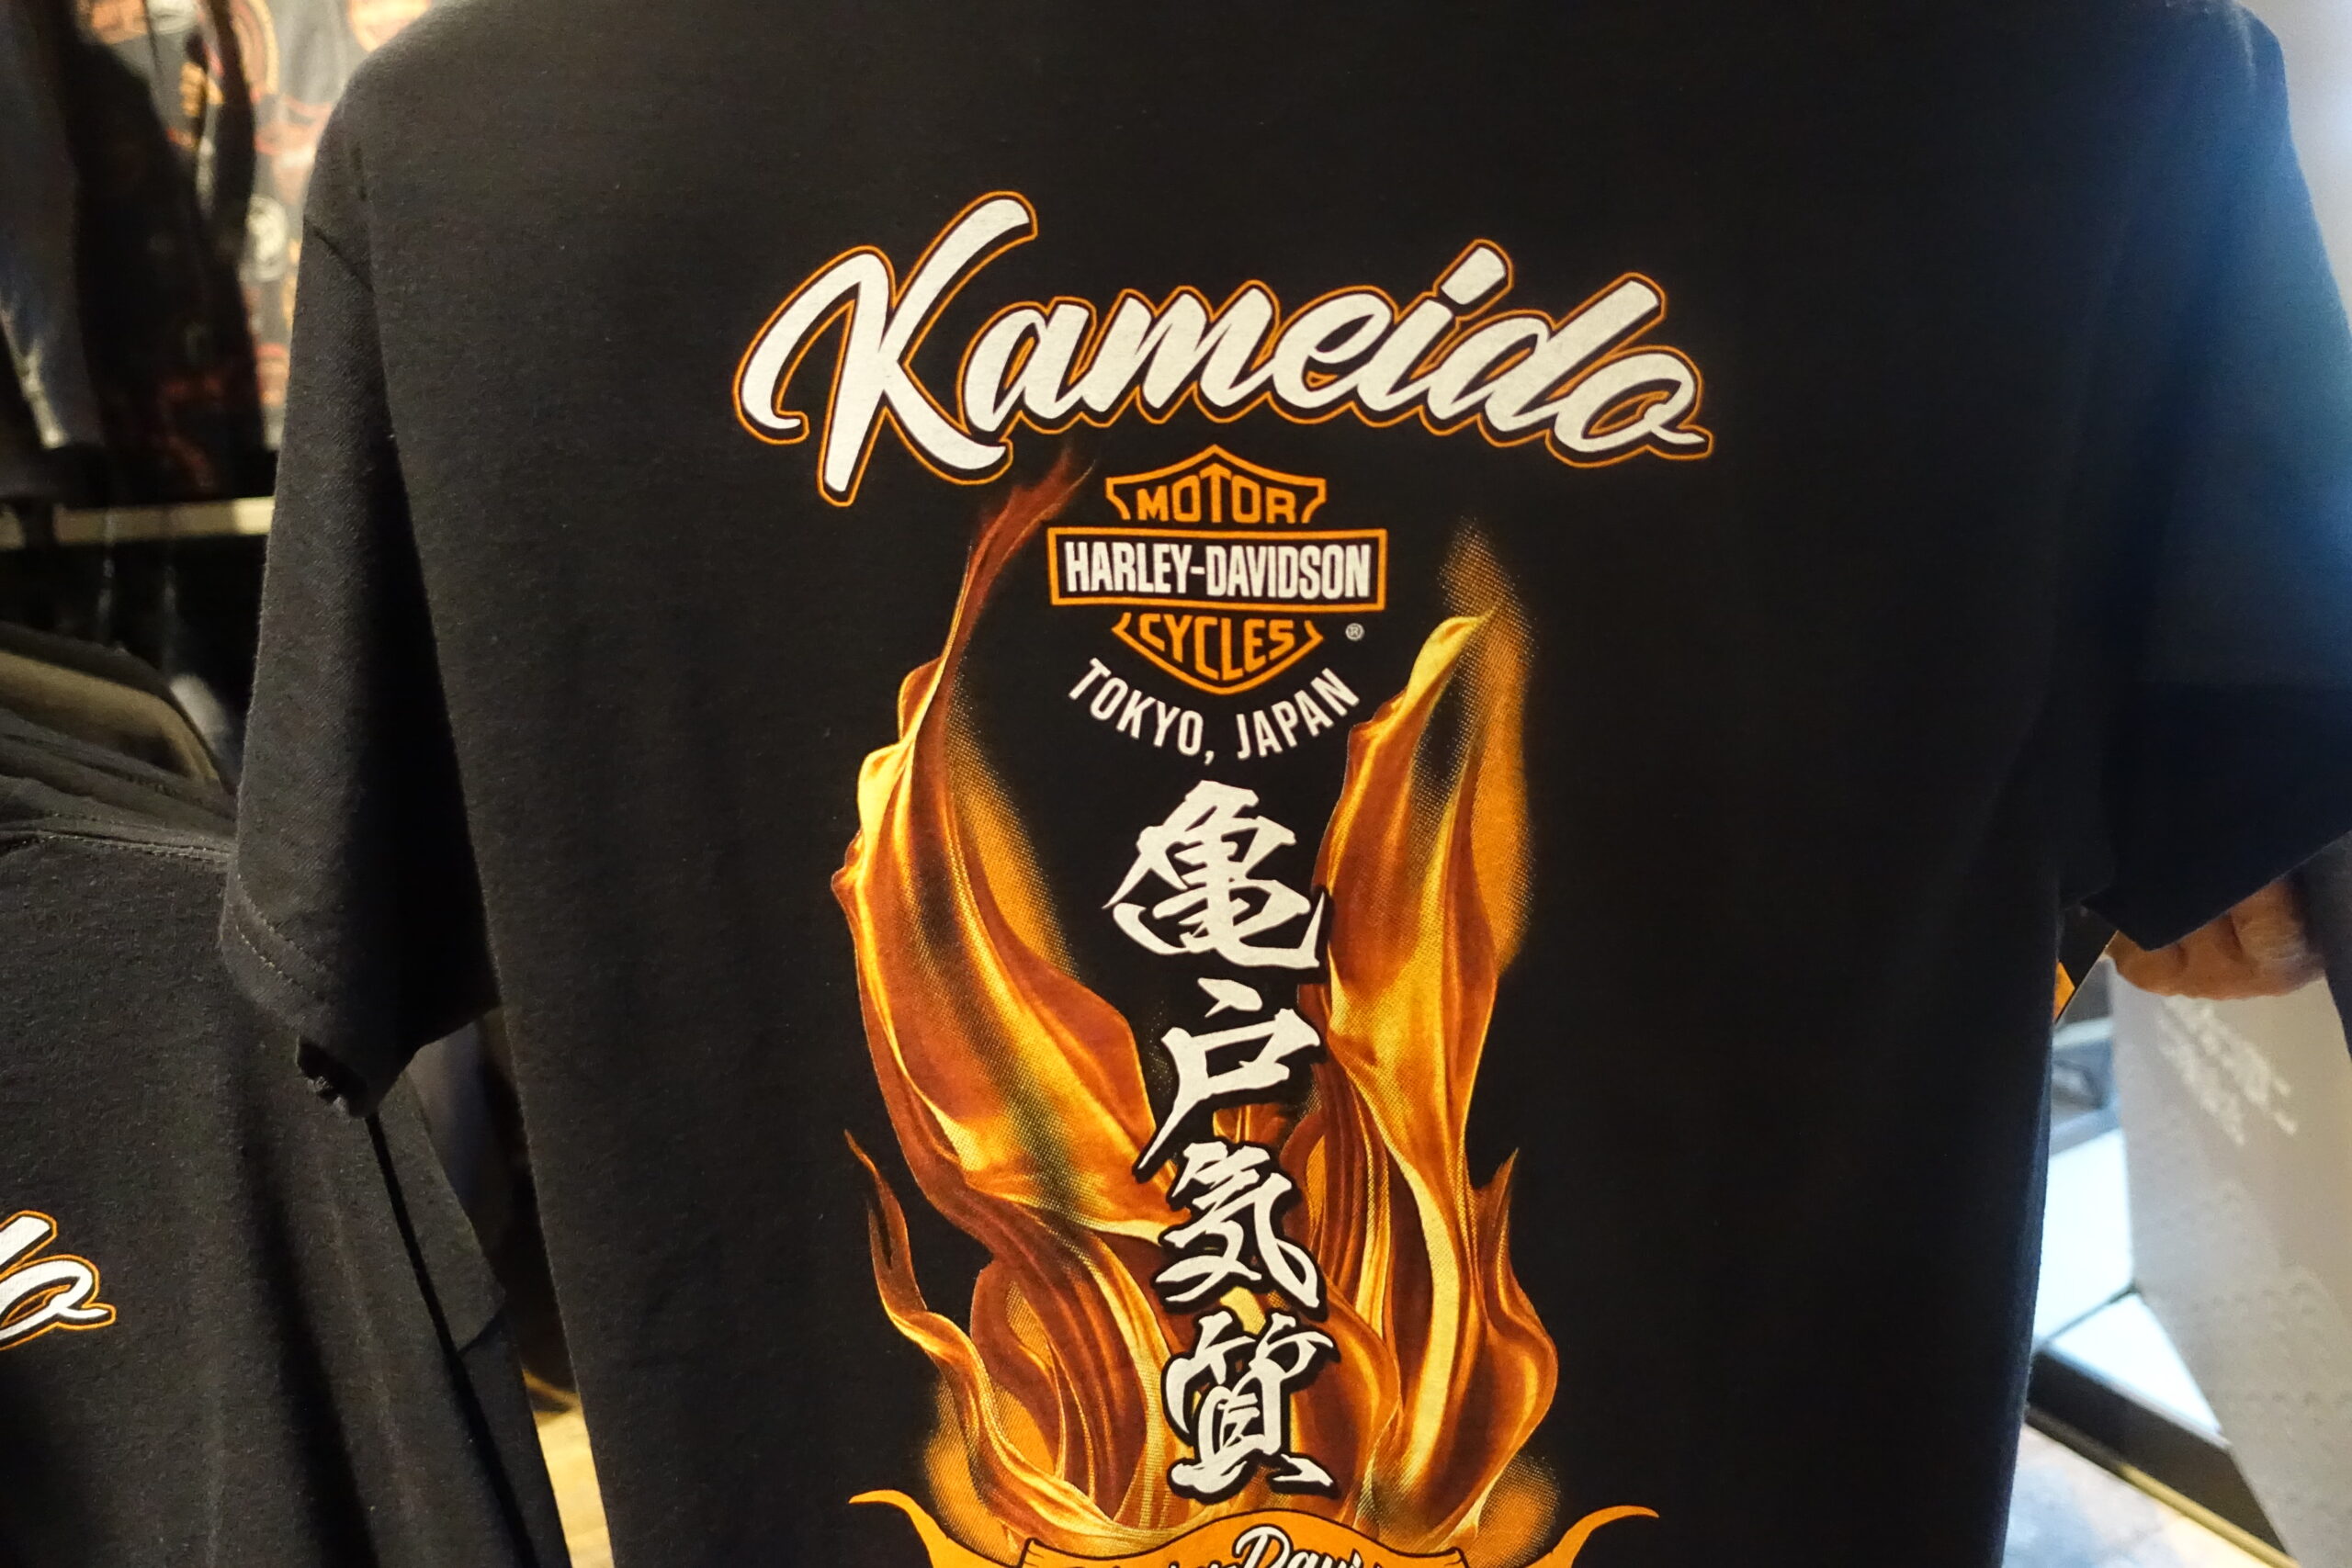 Kameido
MOTOR
HARLEY-DAVIDSON
CYCLES ®
TOKYO, JAPAN
亀戸気質